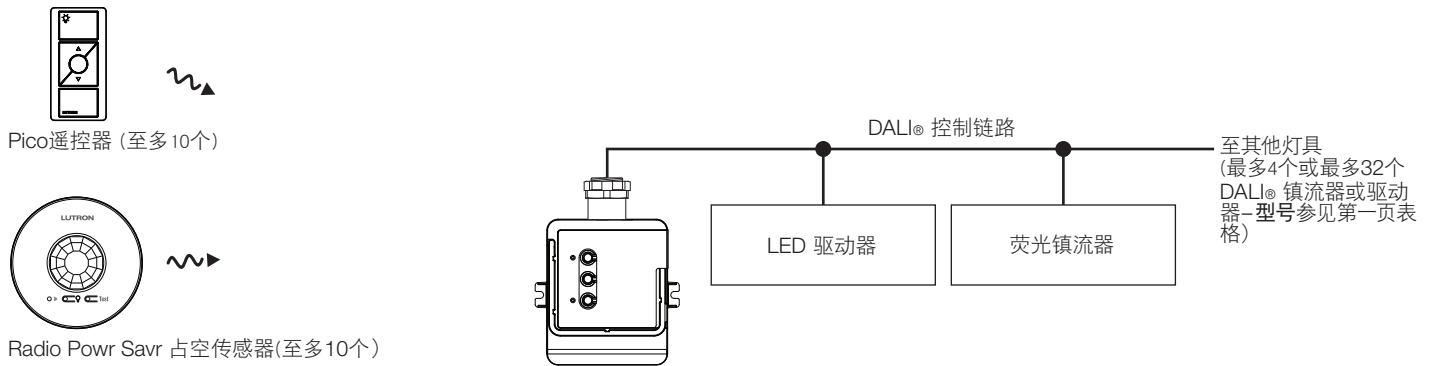 Pico遥控器 (至多10个)
LUTRON
Test
Radio Powr Savr 占空传感器(至多10个）
DALI® 控制链路
LED 驱动器
荧光镇流器
至其他灯具
(最多4个或最多32个
DALI® 镇流器或驱动
器–型号参见第一页表
格）